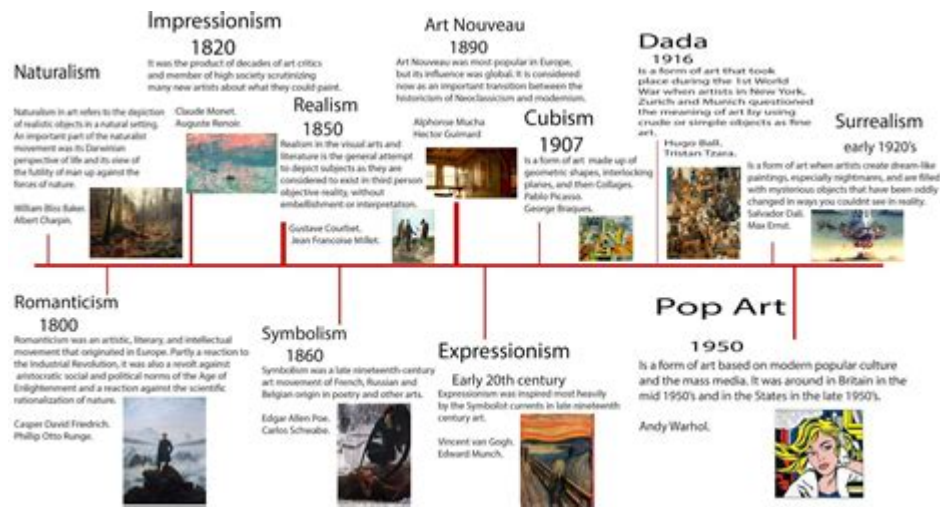 Naturalism
Naturalism in art refers to the depiction
of realistic objects in a natural setting.
An important part of the naturalist
movement was its Darwinian
perspective of life and its view of
the futility of man up against the
forces of nature.
William Bliss Baker.
Albert Charpin.
Impressionism
1820
It was the product of decades of art critics
and member of high society scrutinizing
many new artists about what they could paint.
Claude Monet.
Auguste Renoir.
Realism
1850
Realism in the visual arts and
literature is the general attempt
to depict subjects as they are
considered to exist in third person
objective reality, without
embellishment or interpretation.
Gustave Courbet.
Jean Francoise Millet.
Art Nouveau
1890
Art Nouveau was most popular in Europe,
but its influence was global. it is considered
now as an important transition between the
historicism of Neoclassicism and modernism.
Alphonse Mucha
Hector Guimard
Cubism
1907
Is a form of art made up of
geometric shapes, interlocking
planes, and then Collages.
Pablo Picasso.
George Braques.
Dada
1916
Is a form of art that took
place during the 1st World
War when artists in New York,
Zurich and Munich questioned
the meaning of art by using
crude or simple objects as fine
art.
Hugo Ball.
Tristan Tzara.
Surrealism
early 1920's
Is a form of art when artists create dream-like
paintings, especially nightmares, and are filled
with mysterious objects that have been oddly
changed in ways you couldnt see in reality.
Salvador Dali.
Max Ernst.
Romanticism
1800
Romanticism was an artistic, literary, and intellectual
movement that originated in Europe. Partly a reaction to
the Industrial Revolution, it was also a revolt against
aristocratic social and political norms of the Age of
Enlightenment and a reaction against the scientific
rationalization of nature.
Casper David Friedrich.
Phillip Otto Runge.
Symbolism
1860
Symbolism was a late nineteenth-century
art movement of French, Russian and
Belgian origin in poetry and other arts.
Edgar Allen Poe.
Carlos Schwabe.
Expressionism
Early 20th century
Expressionism was inspired most heavily
by the Symbolist currents in late nineteenth
century art.
Vincent van Gogh.
Edward Munch.
Pop Art
1950
Is a form of art based on modern popular culture
and the mass media. It was around in Britain in the
mid 1950's and in the States in the late 1950's.
Andy Warhol.